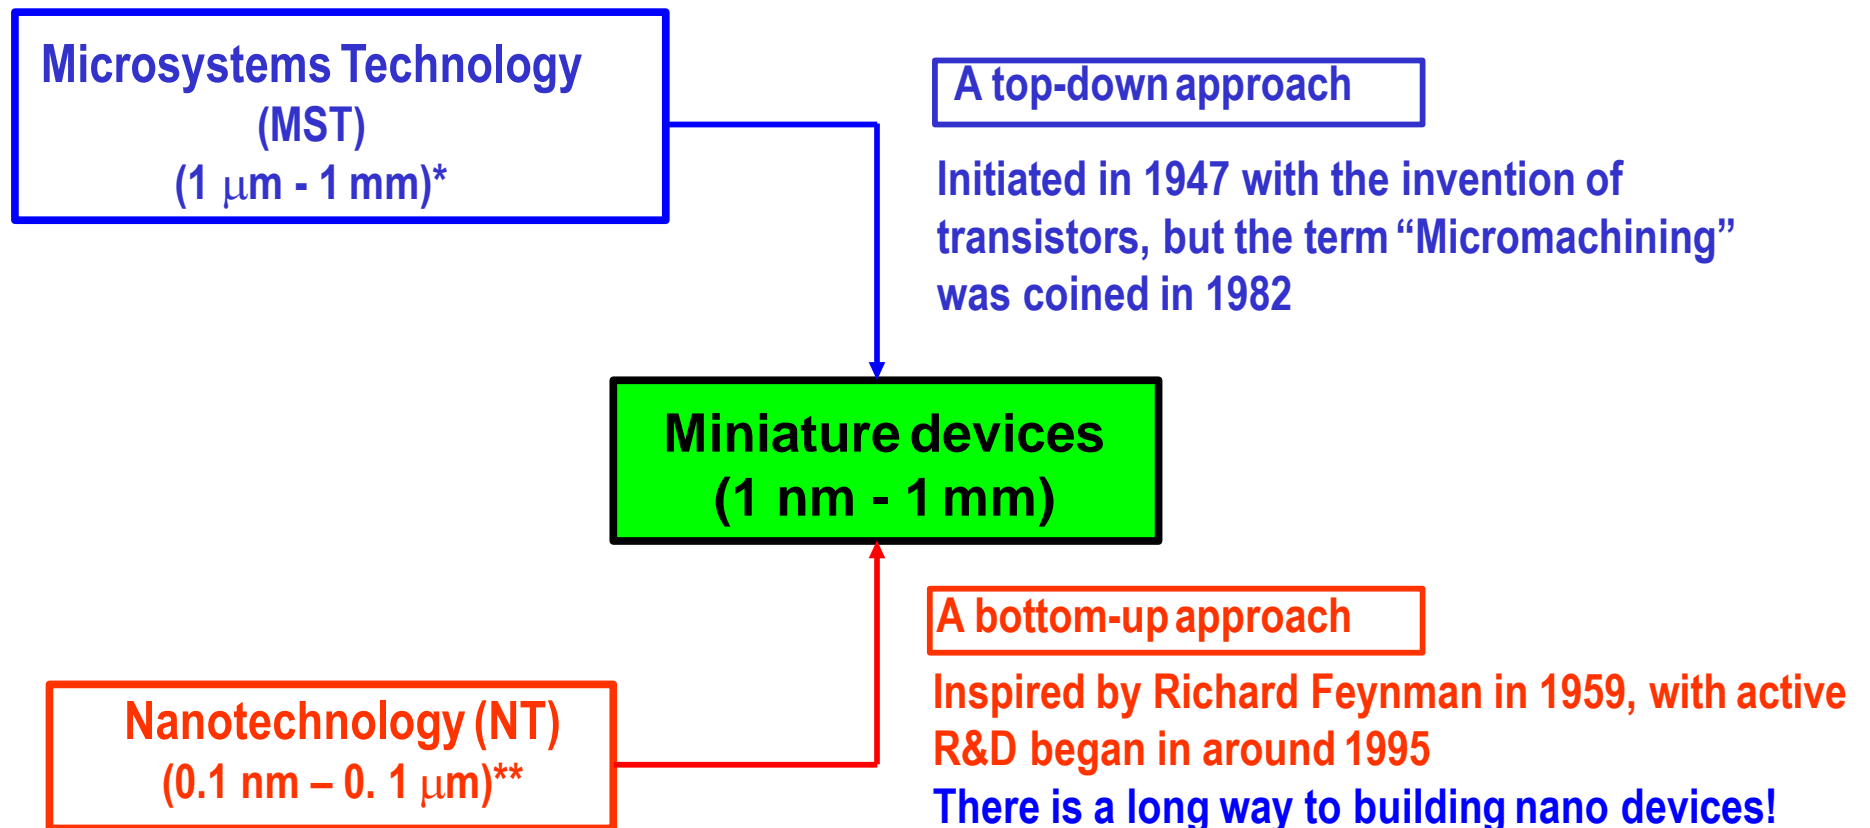 Microsystems Technology
(MST)
(1 μm - 1 mm)*
A top-down approach
Initiated in 1947 with the invention of
transistors, but the term “Micromachining”
was coined in 1982
Miniature devices
(1 nm - 1 mm)
A bottom-up approach
Inspired by Richard Feynman in 1959, with active
R&D began in around 1995
There is a long way to building nano devices!
Nanotechnology (NT)
(0.1 nm – 0. 1 μm)**